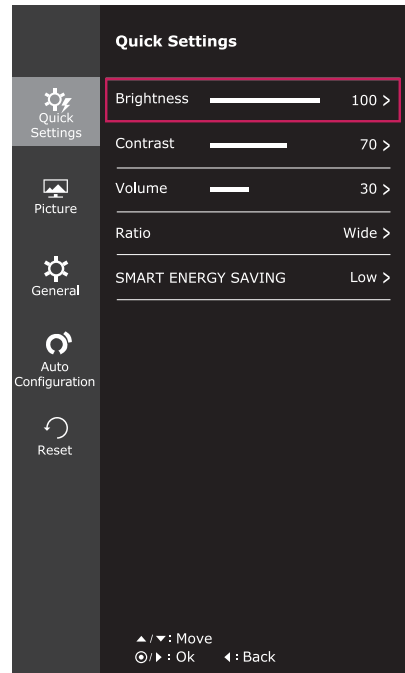 Quick Settings
Quick
Settings
Picture
General
Auto
Configuration
Reset
Brightness 100 >
Contrast 70 >
Volume 30 >
Ratio Wide >
SMART ENERGY SAVING Low >
▲/▼: Move
◉/▶: Ok ◀: Back